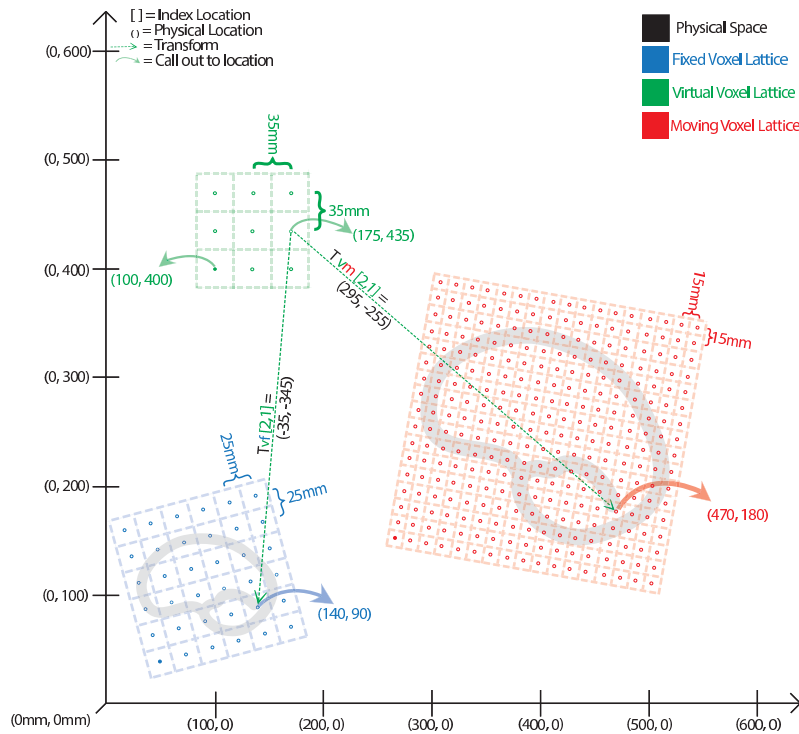 [ ] = Index Location
( ) = Physical Location
= Transform
= Call out to location
Physical Space
Fixed Voxel Lattice
Virtual Voxel Lattice
Moving Voxel Lattice
(0, 600)
(0, 500)
(0, 400)
(0, 300)
(0, 200)
(0, 100)
(0mm, 0mm)
(100, 0)
(200, 0)
(300, 0)
(400, 0)
(500, 0)
(600, 0)
35mm
35mm
(175, 435)
(100, 400)
Tvm [2,1] =
(295, -255)
Tvf [2,1] =
(-35, -345)
15mm
15mm
(470, 180)
25mm
25mm
(140, 90)